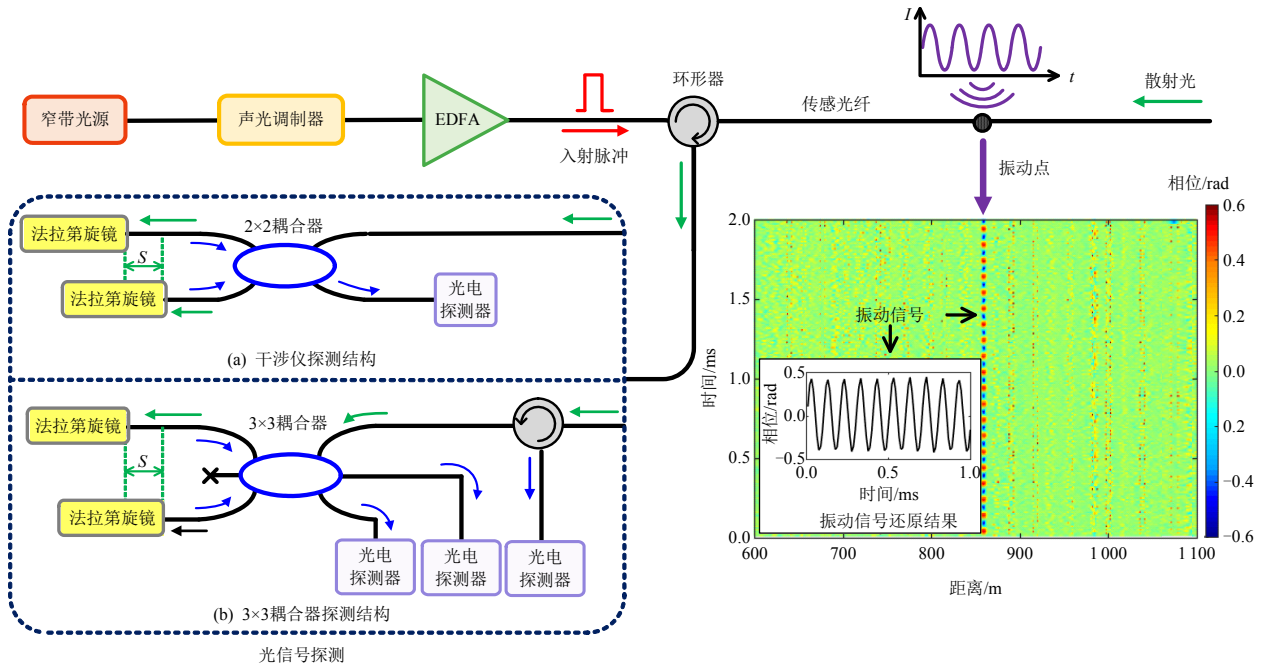 I
t
窄带光源
声光调制器
EDFA
入射脉冲
环形器
传感光纤
散射光
振动点
法拉第旋镜
S
法拉第旋镜
2×2耦合器
光电
探测器
(a) 干涉仪探测结构
法拉第旋镜
S
法拉第旋镜
3×3耦合器
光电
探测器
光电
探测器
光电
探测器
(b) 3×3耦合器探测结构
光信号探测
相位/rad
0.6
0.4
0.2
0
−0.2
−0.4
−0.6
时间/ms
2.0
1.5
1.0
0.5
0.0
600
700
800
900
1 000
1 100
距离/m
振动信号
相位/rad
0.5
0.0
−0.5
0.0
0.5
1.0
时间/ms
振动信号还原结果